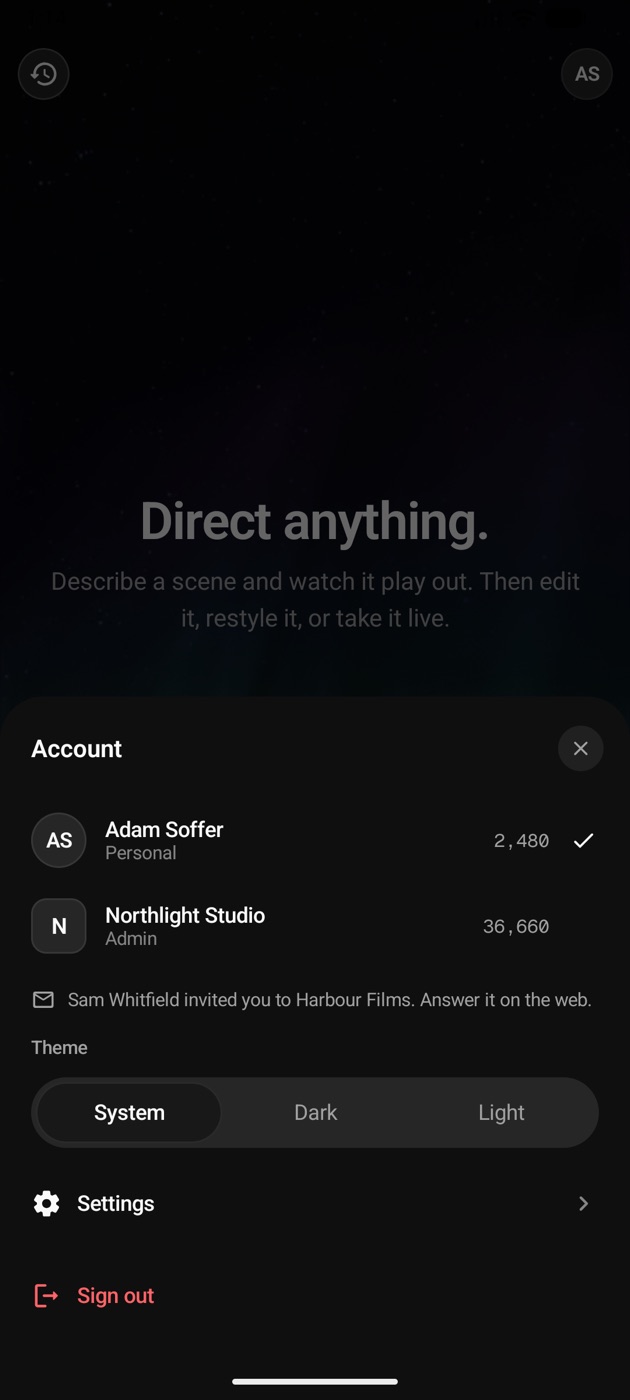 AS
Direct anything.
Describe a scene and watch it play out. Then edit
it, restyle it, or take it live.
Account
AS
Adam Soffer
Personal
2,480
N
Northlight Studio
Admin
36,660
Sam Whitfield invited you to Harbour Films. Answer it on the web.
Theme
System
Dark
Light
Settings
Sign out